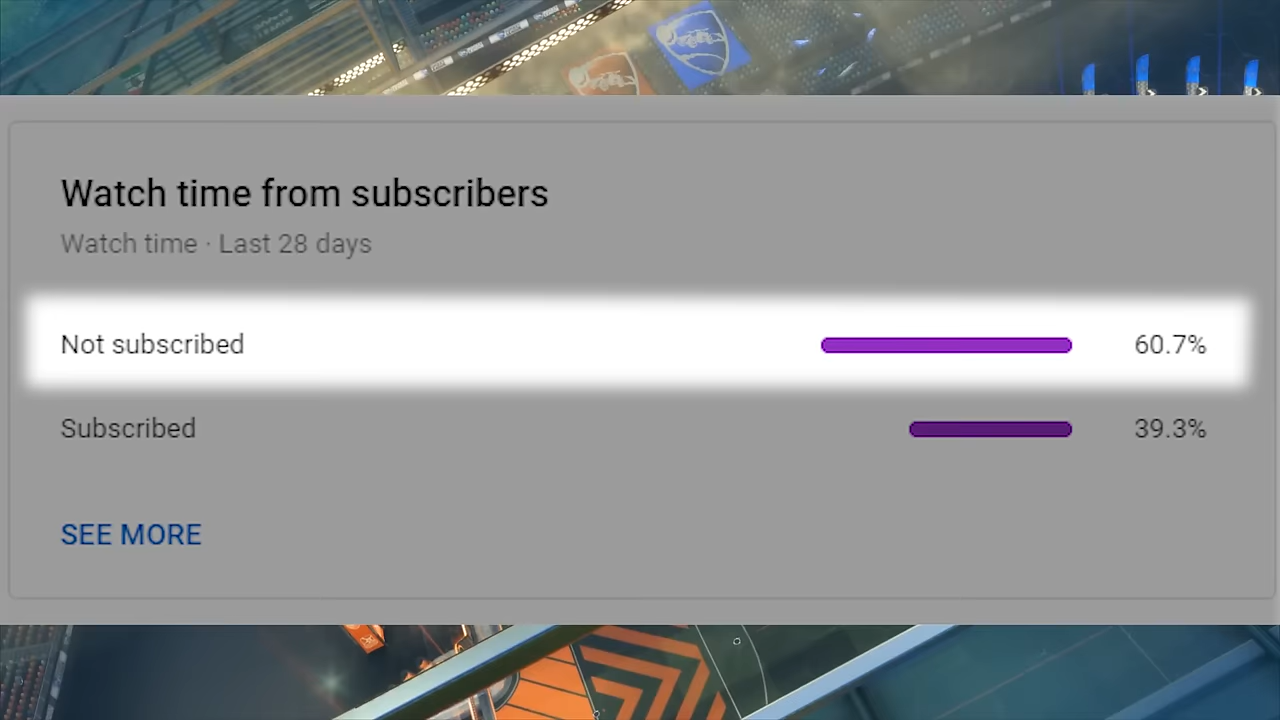 Watch time from subscribers
Watch time · Last 28 days
Not subscribed 60.7%
Subscribed 39.3%
SEE MORE